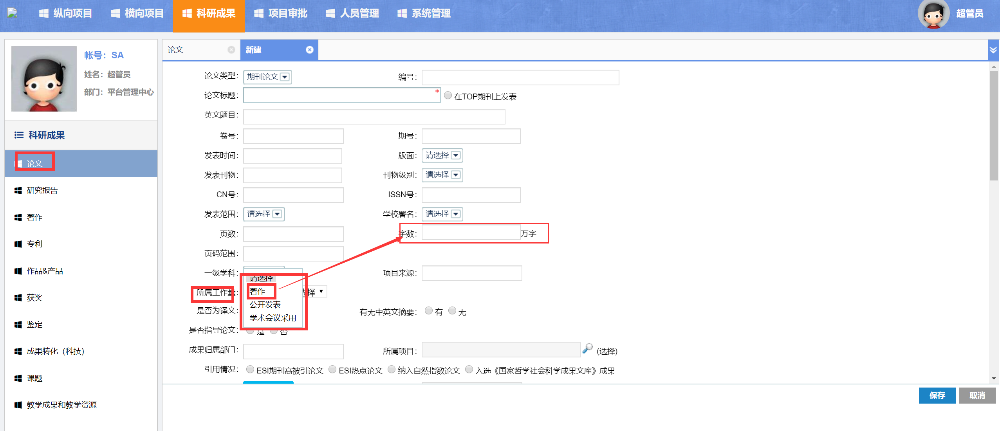 纵向项目 横向项目 科研成果 项目审批 人员管理 系统管理 超管员
帐号：SA
姓名：超管员
部门：平台管理中心
科研成果
论文
研究报告
著作
专利
作品&产品
获奖
鉴定
成果转化（科技）
课题
教学成果和教学资源
论文 新建
论文类型： 期刊论文 编号：
论文标题： * 在TOP期刊上发表
英文题目：
卷号： 期号：
发表时间： 版面： 请选择
发表刊物： 刊物级别： 请选择
CN号： ISSN号：
发表范围： 请选择 学校署名： 请选择
页数： 字数： 万字
页码范围：
一级学科： 项目来源：
请选择
所属工作量： 著作 选择
公开发表
是否为译文： 有无中英文摘要： 有 无
学术会议采用
是否指导论文： 是 否
成果归属部门： 所属项目： (选择)
引用情况： ESI期刊高被引论文 ESI热点论文 纳入自然指数论文 入选《国家哲学社会科学成果文库》成果
保存 取消